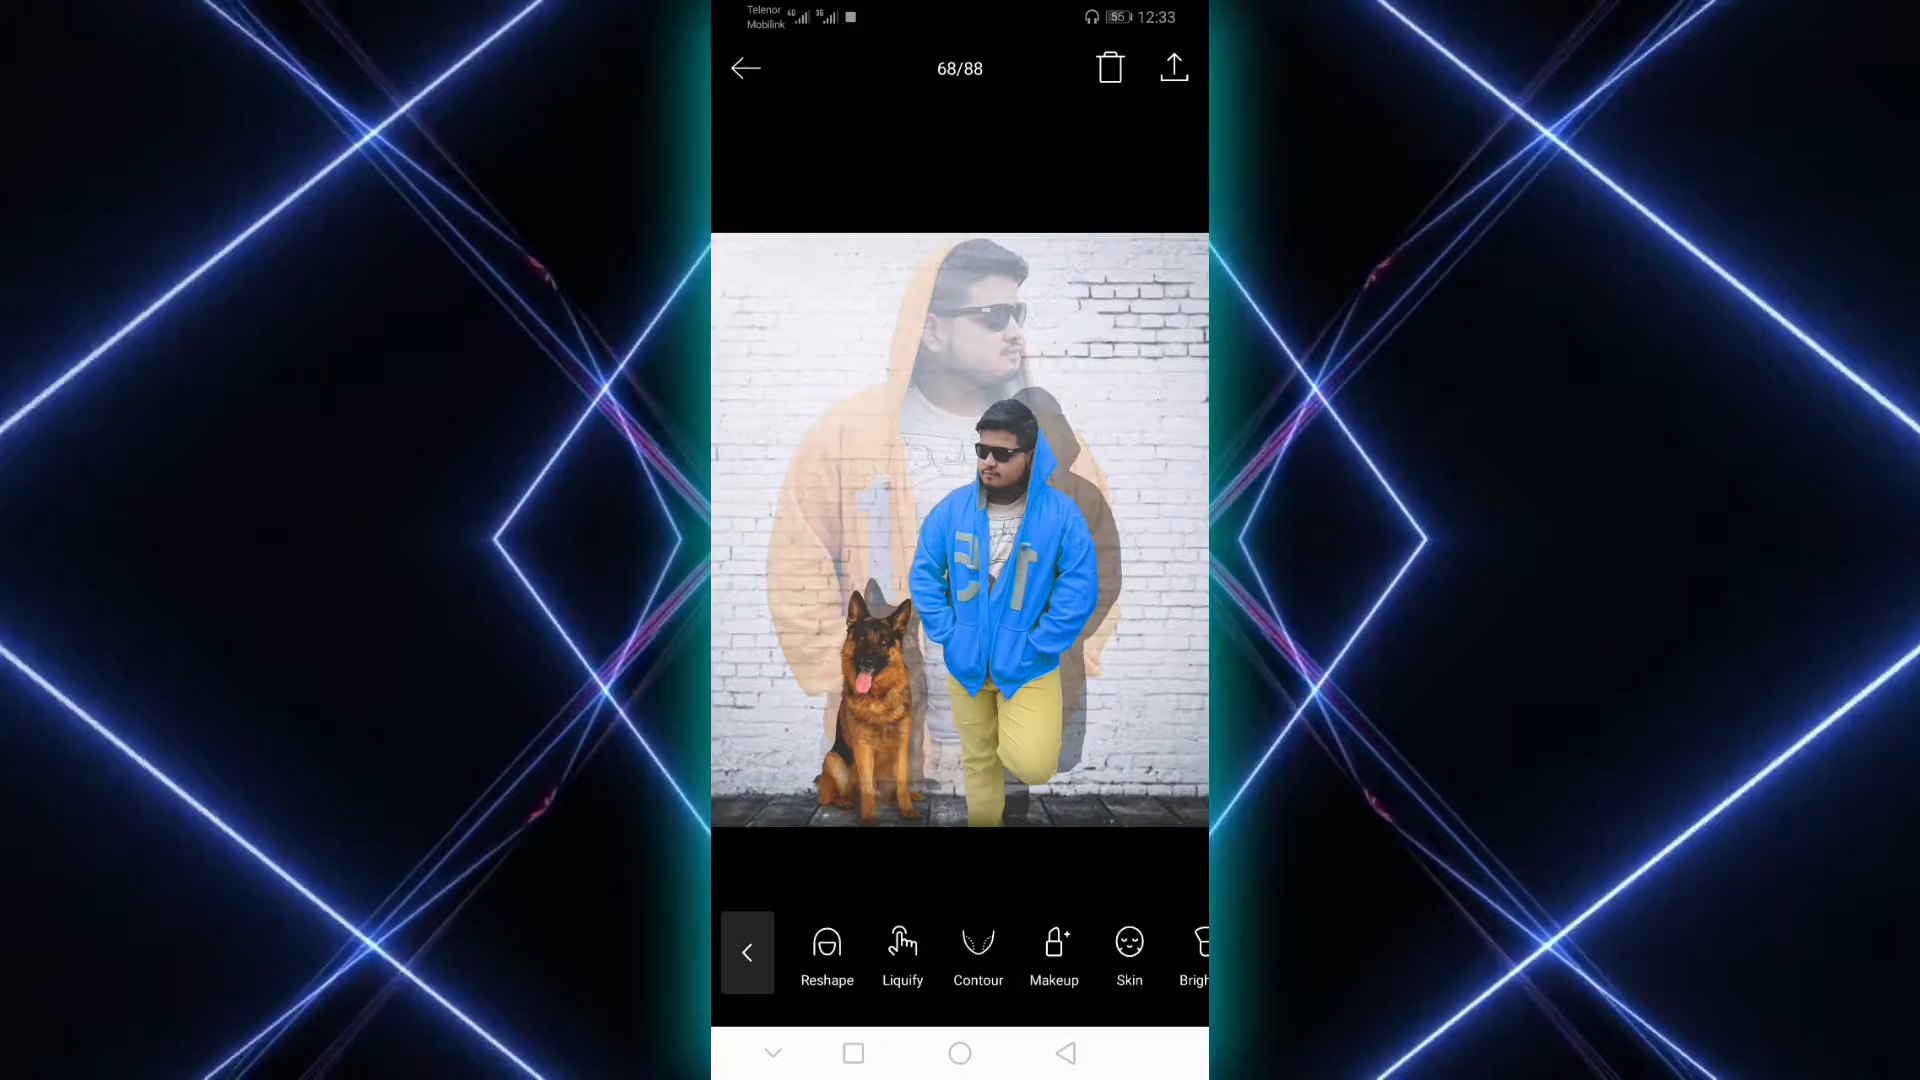 Telenor 4G 3G 55 12:33
Mobilink
68/88
Reshape Liquify Contour Makeup Skin Brigh